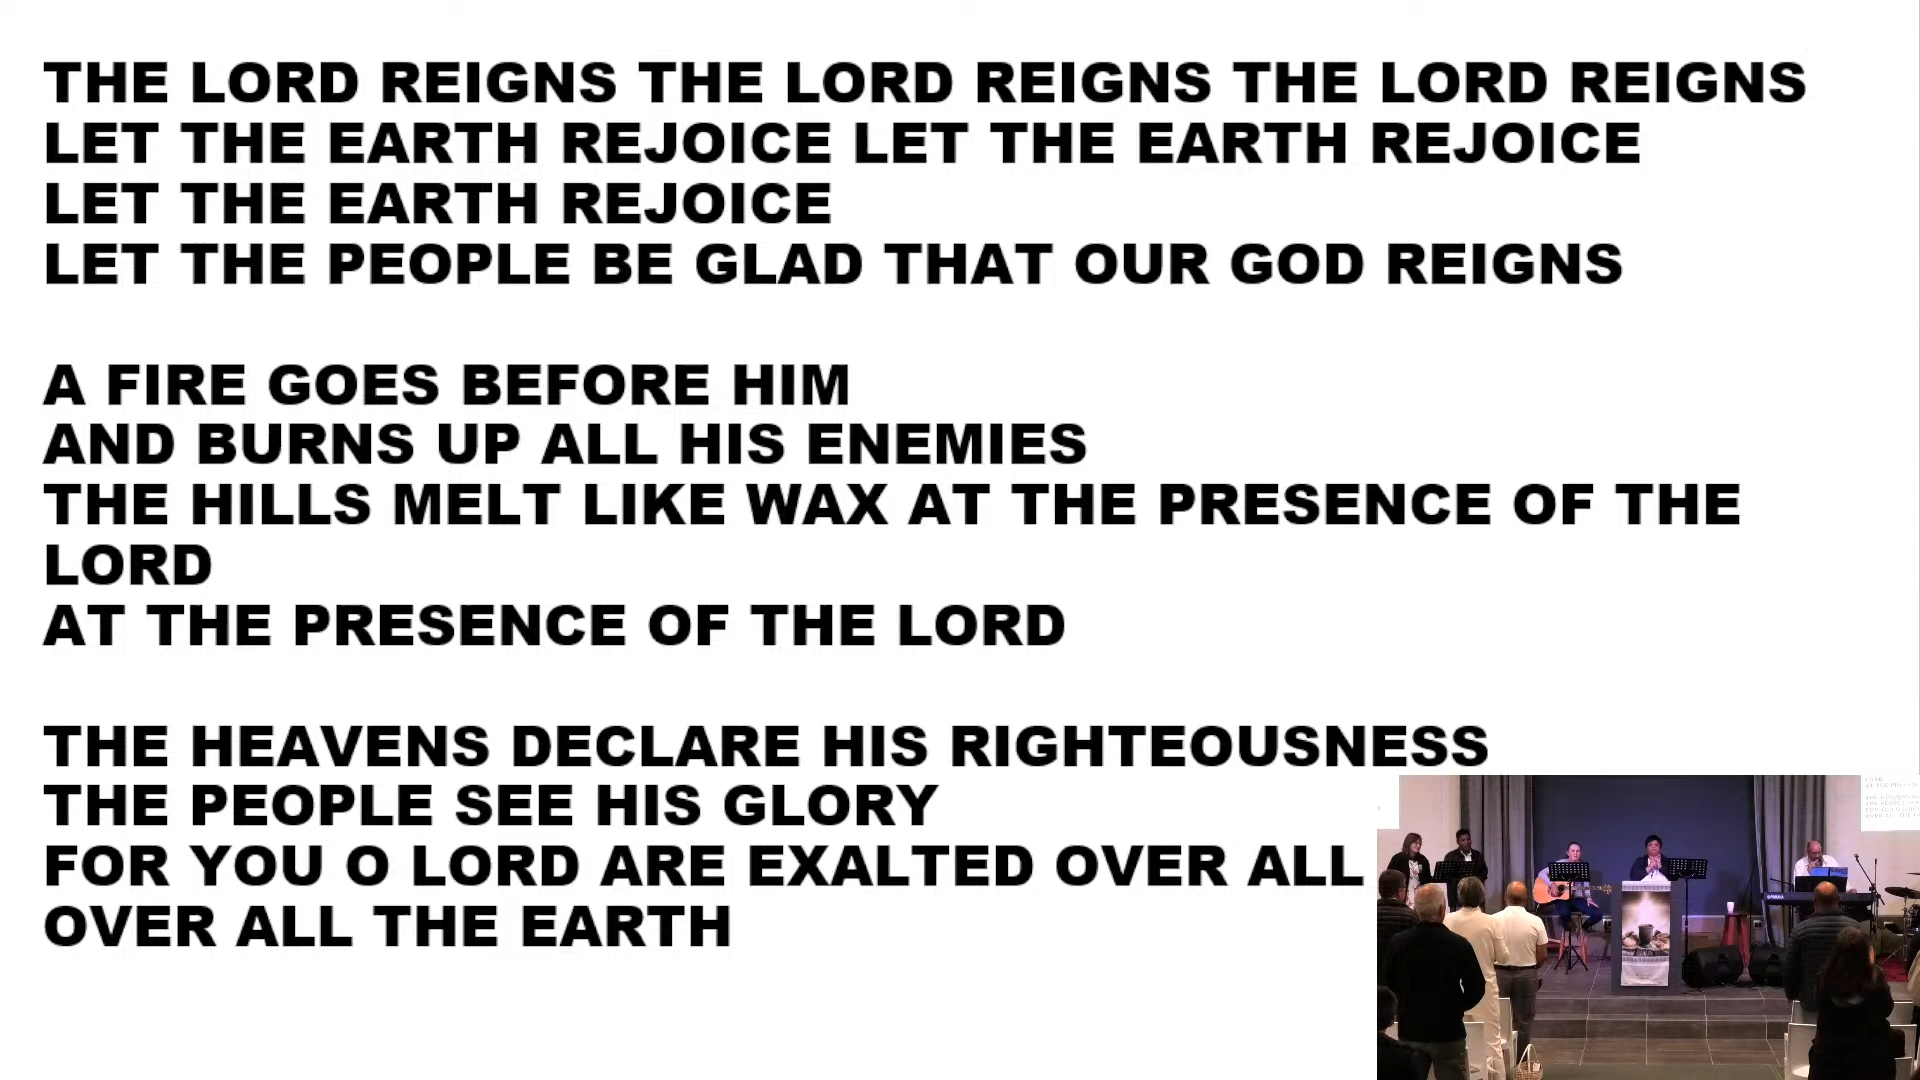 THE LORD REIGNS THE LORD REIGNS THE LORD REIGNS
LET THE EARTH REJOICE LET THE EARTH REJOICE
LET THE EARTH REJOICE
LET THE PEOPLE BE GLAD THAT OUR GOD REIGNS
A FIRE GOES BEFORE HIM
AND BURNS UP ALL HIS ENEMIES
THE HILLS MELT LIKE WAX AT THE PRESENCE OF THE
LORD
AT THE PRESENCE OF THE LORD
THE HEAVENS DECLARE HIS RIGHTEOUSNESS
THE PEOPLE SEE HIS GLORY
FOR YOU O LORD ARE EXALTED OVER ALL
OVER ALL THE EARTH